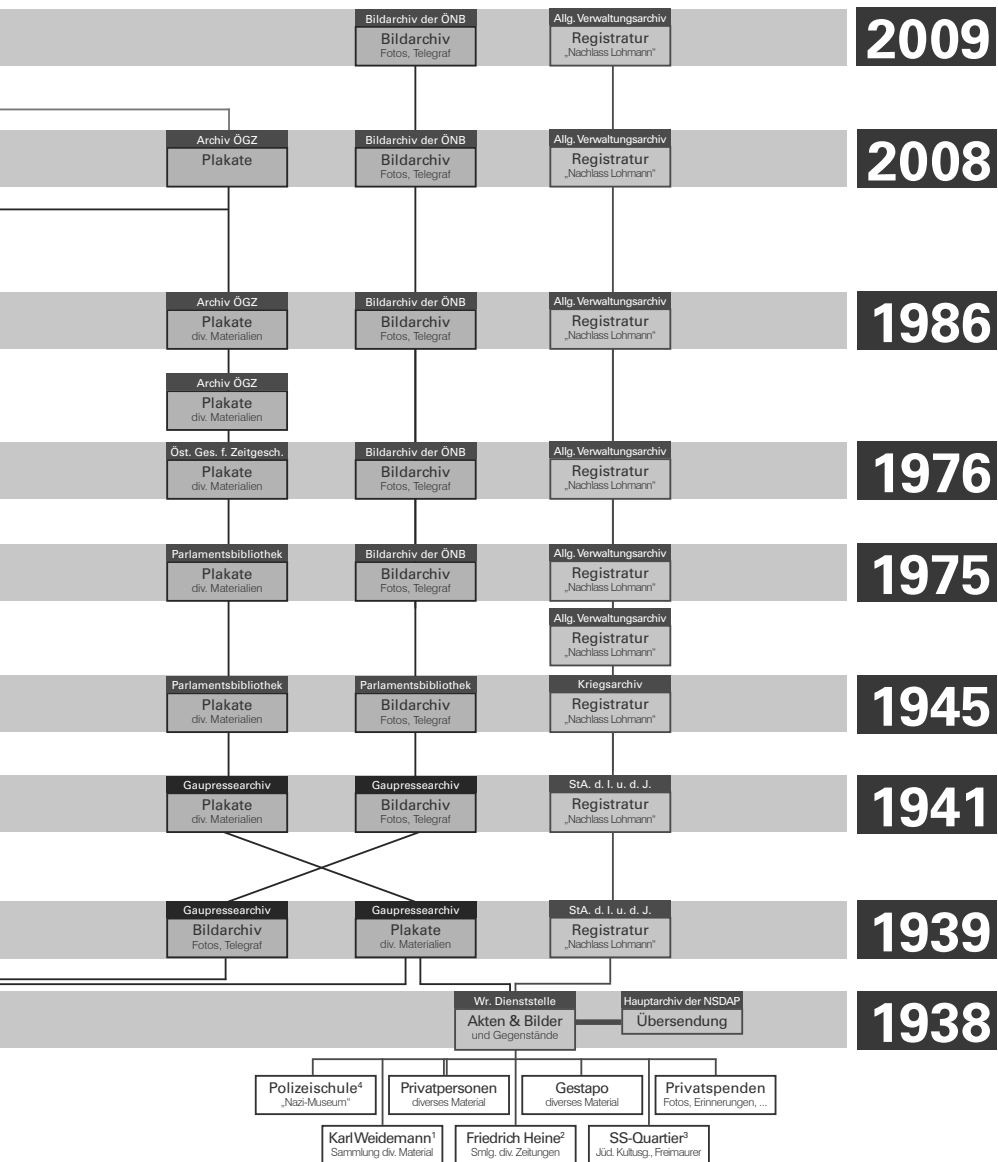 Bildarchiv der ÖNB
Bildarchiv
Fotos, Telegraf
Allg. Verwaltungsarchiv
Registratur
„Nachlass Lohmann“
2009
Archiv ÖGZ
Plakate
Bildarchiv der ÖNB
Bildarchiv
Fotos, Telegraf
Allg. Verwaltungsarchiv
Registratur
„Nachlass Lohmann“
2008
Archiv ÖGZ
Plakate
div. Materialien
Bildarchiv der ÖNB
Bildarchiv
Fotos, Telegraf
Allg. Verwaltungsarchiv
Registratur
„Nachlass Lohmann“
1986
Archiv ÖGZ
Plakate
div. Materialien
Öst. Ges. f. Zeitgesch.
Plakate
div. Materialien
Bildarchiv der ÖNB
Bildarchiv
Fotos, Telegraf
Allg. Verwaltungsarchiv
Registratur
„Nachlass Lohmann“
1976
Parlamentsbibliothek
Plakate
div. Materialien
Bildarchiv der ÖNB
Bildarchiv
Fotos, Telegraf
Allg. Verwaltungsarchiv
Registratur
„Nachlass Lohmann“
1975
Allg. Verwaltungsarchiv
Registratur
„Nachlass Lohmann“
Parlamentsbibliothek
Plakate
div. Materialien
Parlamentsbibliothek
Bildarchiv
Fotos, Telegraf
Kriegsarchiv
Registratur
„Nachlass Lohmann“
1945
Gaupressearchiv
Plakate
div. Materialien
Gaupressearchiv
Bildarchiv
Fotos, Telegraf
StA. d. I. u. d. J.
Registratur
„Nachlass Lohmann“
1941
Gaupressearchiv
Bildarchiv
Fotos, Telegraf
Gaupressearchiv
Plakate
div. Materialien
StA. d. I. u. d. J.
Registratur
„Nachlass Lohmann“
1939
Wr. Dienststelle
Akten & Bilder
und Gegenstände
Hauptarchiv der NSDAP
Übersendung
1938
Polizeischule⁴
„Nazi-Museum“
Privatpersonen
diverses Material
Gestapo
diverses Material
Privatspenden
Fotos, Erinnerungen, ...
Karl Weidemann¹
Sammlung div. Material
Friedrich Heine²
Smlg. div. Zeitungen
SS-Quartier³
Jüd. Kultusg., Freimaurer